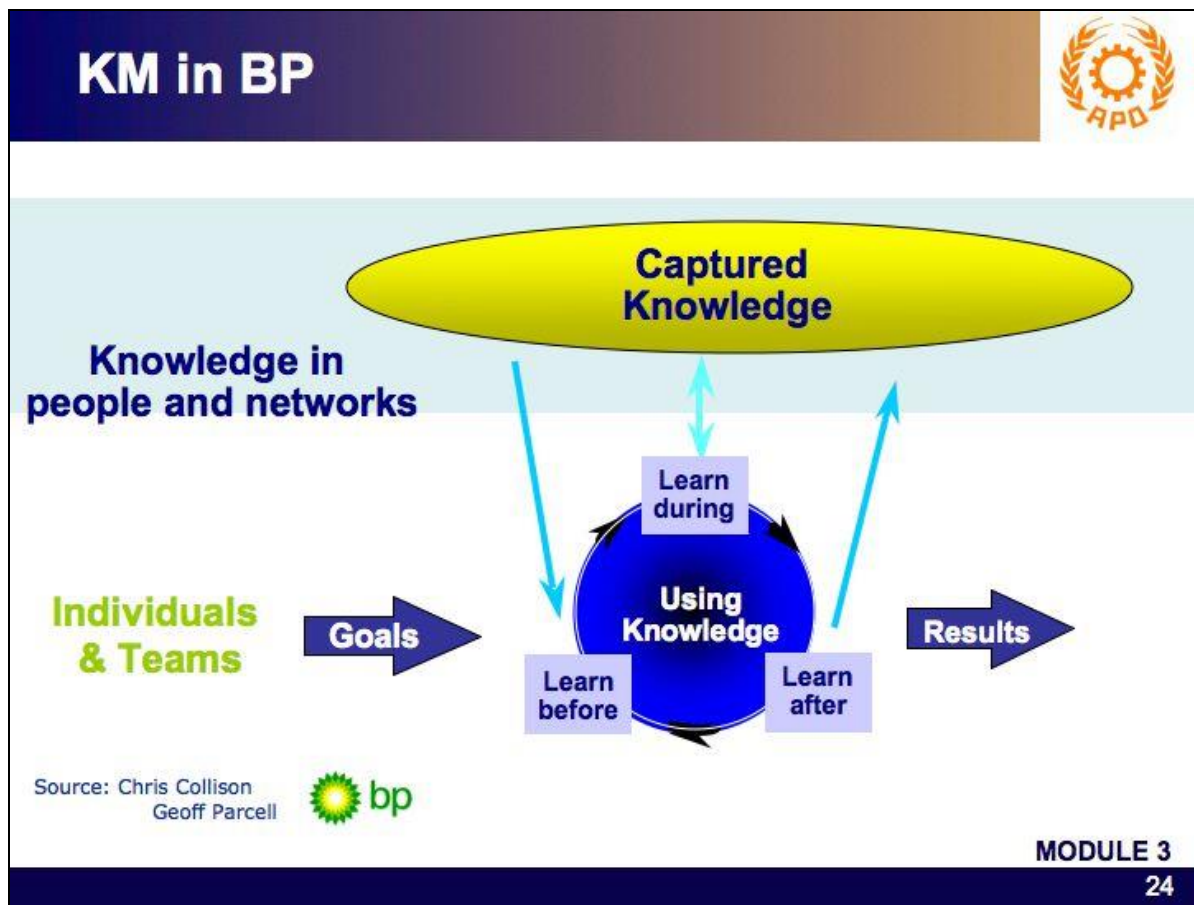 KM in BP
APO
Captured
Knowledge
Knowledge in
people and networks
Learn
during
Individuals
& Teams
Goals
Using
Knowledge
Results
Learn
before
Learn
after
Source: Chris Collison
Geoff Parcell
bp
MODULE 3
24